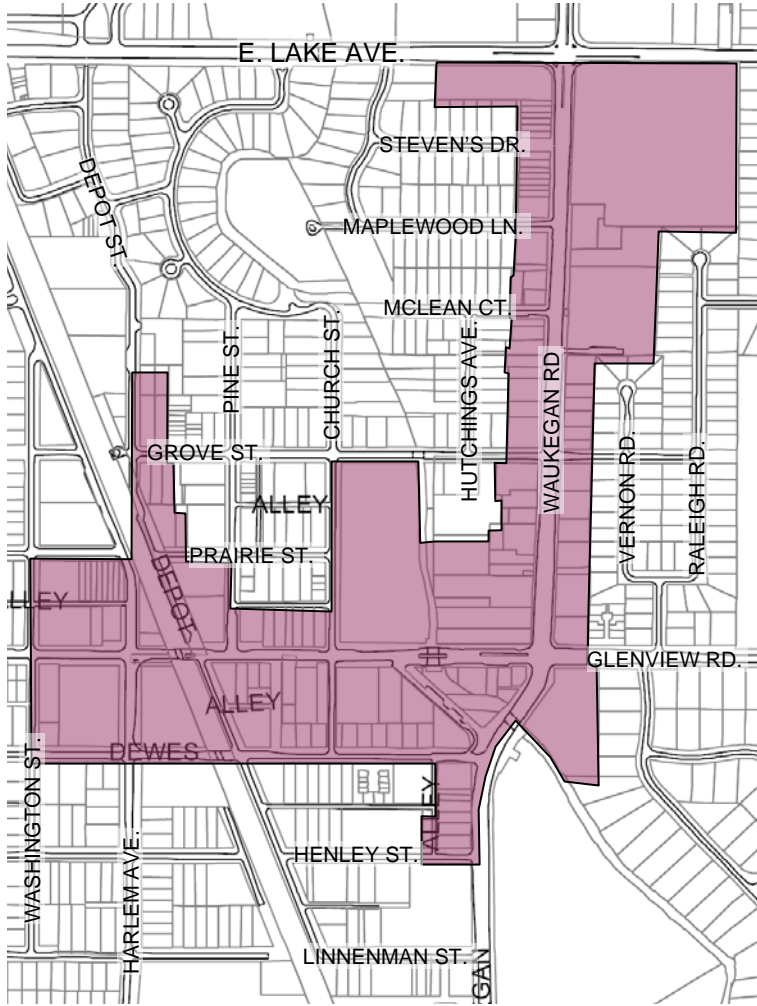 E. LAKE AVE.
STEVEN'S DR.
DEPOT ST.
MAPLEWOOD LN.
MCLEAN CT.
PINE ST.
CHURCH ST.
HUTCHINGS AVE.
WAUKEGAN RD
GROVE ST.
VERNON RD.
RALEIGH RD.
ALLEY
PRAIRIE ST.
DEPOT
LLEY
GLENVIEW RD.
ALLEY
DEWES
WASHINGTON ST.
ALLEY
HARLEM AVE.
HENLEY ST.
LINNENMAN ST.
GAN